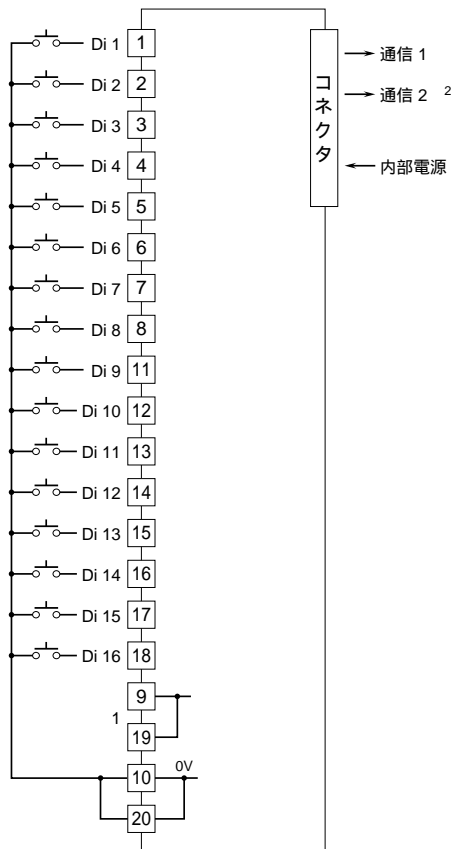 Di 1 1
Di 2 2
Di 3 3
Di 4 4
Di 5 5
Di 6 6
Di 7 7
Di 8 8
Di 9 11
Di 10 12
Di 11 13
Di 12 14
Di 13 15
Di 14 16
Di 15 17
Di 16 18
9
1
19
10 0V
20
コネクタ
通信 1
通信 2 2
内部電源